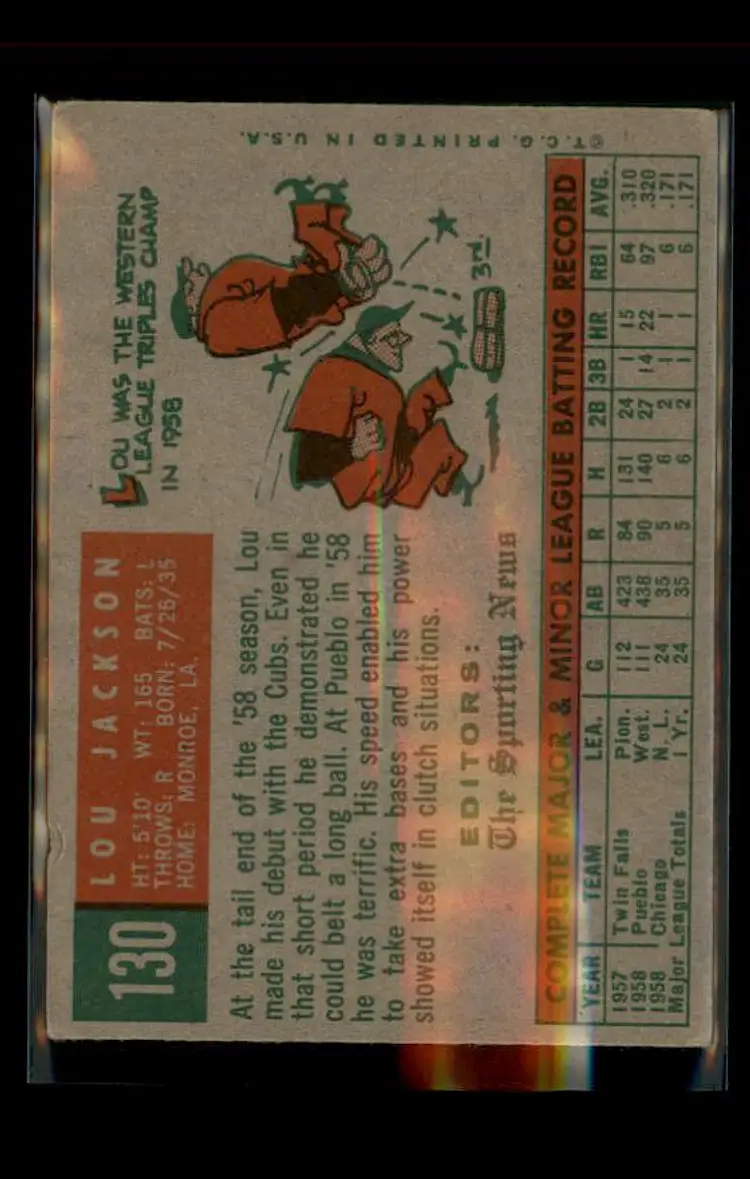 130
LOU JACKSON
HT: 5'10" WT: 165 BATS: L
THROWS: R BORN: 7/26/35
HOME: MONROE, LA.
LOU WAS THE WESTERN
LEAGUE TRIPLES CHAMP
IN 1958
3rd.
At the tail end of the '58 season, Lou
made his debut with the Cubs. Even in
that short period he demonstrated he
could belt a long ball. At Pueblo in '58
he was terrific. His speed enabled him
to take extra bases and his power
showed itself in clutch situations.
EDITORS:
The Sporting News
COMPLETE MAJOR & MINOR LEAGUE BATTING RECORD
YEAR TEAM LEA. G AB R H 2B 3B HR RBI AVG.
1957 Twin Falls Pion. 112 423 84 131 24 1 15 64 .310
1958 Pueblo West. 111 438 90 140 27 14 22 97 .320
1958 Chicago N. L. 24 35 5 6 2 1 1 6 .171
Major League Totals 1 Yr. 24 35 5 6 2 1 1 6 .171
©T.C.G. PRINTED IN U.S.A.